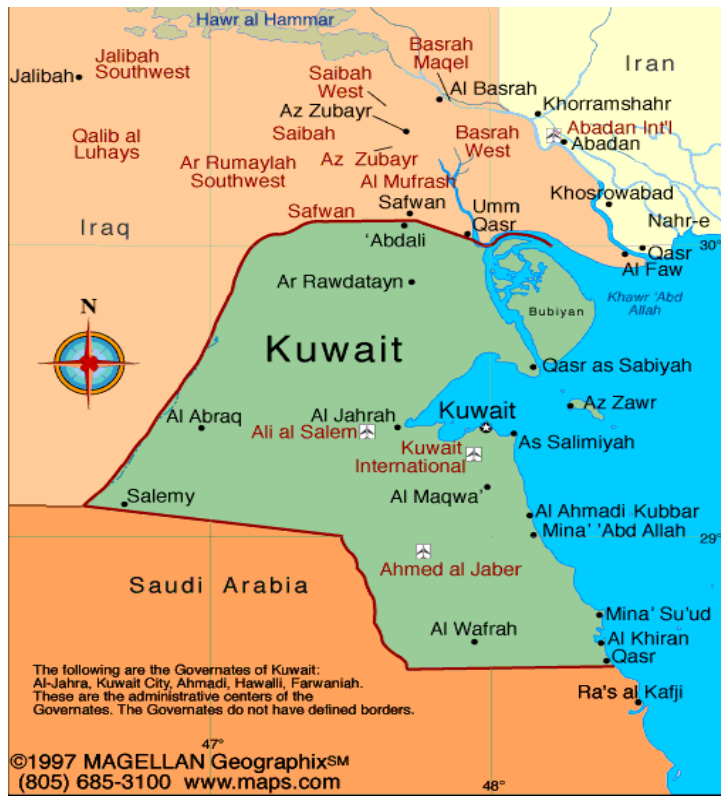 Hawr al Hammar
Jalibah
Jalibah
Southwest
Basrah
Maqel
Iran
Saibah
West
Al Basrah
Az Zubayr
Khorramshahr
Qalib al
Luhays
Saibah
Basrah
West
Abadan Int'l
Abadan
Ar Rumaylah
Southwest
Az Zubayr
Al Mufrash
Khosrowabad
Safwan
Safwan
Umm
Qasr
Nahr-e
Iraq
'Abdali
Qasr
30°
Al Faw
Ar Rawdatayn
Khawr 'Abd
Allah
N
Bubiyan
Kuwait
Qasr as Sabiyah
Az Zawr
Al Abraq
Al Jahrah
Kuwait
Ali al Salem
As Salimiyah
Kuwait
International
Salemy
Al Maqwa'
Al Ahmadi Kubbar
Mina' 'Abd Allah
29°
Saudi Arabia
Ahmed al Jaber
Mina' Su'ud
Al Wafrah
Al Khiran
Qasr
The following are the Governates of Kuwait:
Al-Jahra, Kuwait City, Ahmadi, Hawalli, Farwaniah.
These are the administrative centers of the
Governates. The Governates do not have defined borders.
Ra's al Kafji
47°
©1997 MAGELLAN Geographix℠
(805) 685-3100 www.maps.com
48°